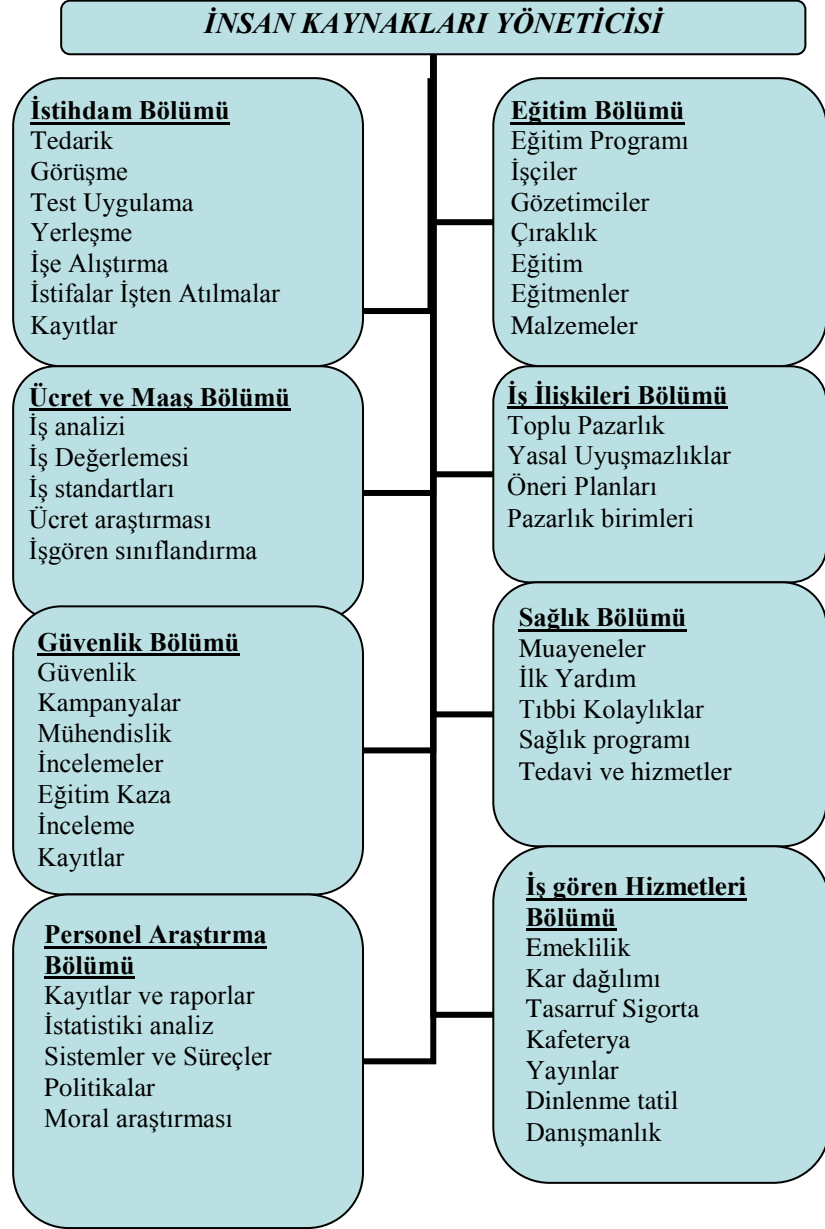 İNSAN KAYNAKLARI YÖNETİCİSİ
İstihdam Bölümü
Tedarik
Görüşme
Test Uygulama
Yerleşme
İşe Alıştırma
İstifalar İşten Atılmalar
Kayıtlar
Eğitim Bölümü
Eğitim Programı
İşçiler
Gözetimciler
Çıraklık
Eğitim
Eğitmenler
Malzemeler
Ücret ve Maaş Bölümü
İş analizi
İş Değerlemesi
İş standartları
Ücret araştırması
İşgören sınıflandırma
İş İlişkileri Bölümü
Toplu Pazarlık
Yasal Uyuşmazlıklar
Öneri Planları
Pazarlık birimleri
Güvenlik Bölümü
Güvenlik
Kampanyalar
Mühendislik
İncelemeler
Eğitim Kaza
İnceleme
Kayıtlar
Sağlık Bölümü
Muayeneler
İlk Yardım
Tıbbi Kolaylıklar
Sağlık programı
Tedavi ve hizmetler
Personel Araştırma
Bölümü
Kayıtlar ve raporlar
İstatistiki analiz
Sistemler ve Süreçler
Politikalar
Moral araştırması
İş gören Hizmetleri
Bölümü
Emeklilik
Kar dağılımı
Tasarruf Sigorta
Kafeterya
Yayınlar
Dinlenme tatil
Danışmanlık